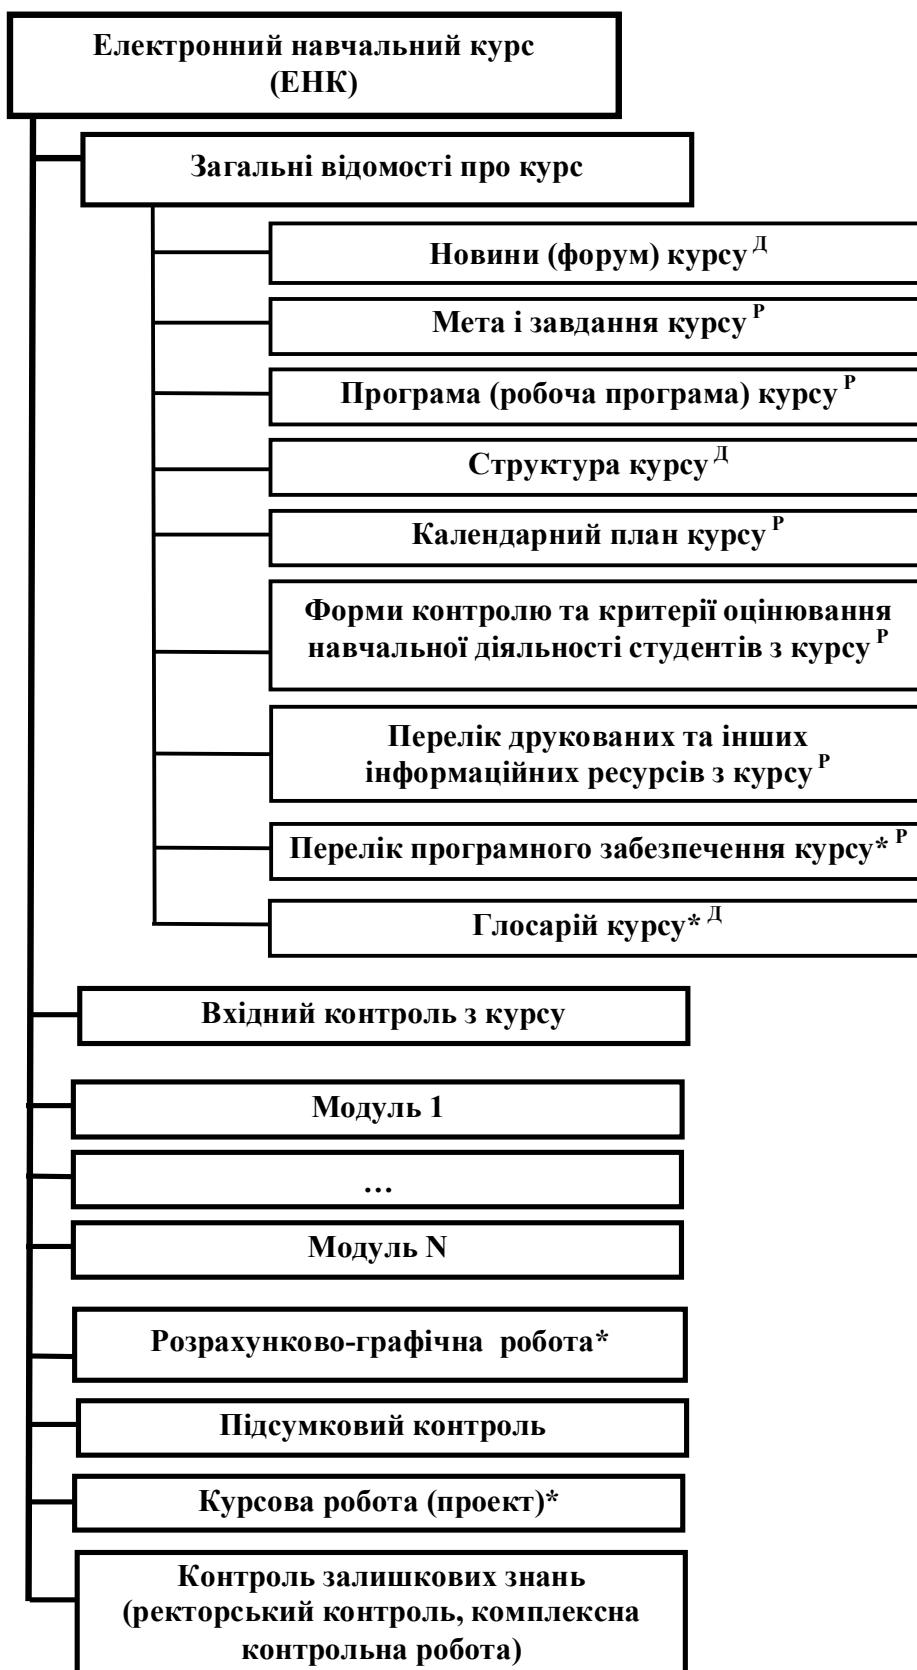 Електронний навчальний курс
(ЕНК)
Загальні відомості про курс
Новини (форум) курсу Д
Мета і завдання курсу Р
Програма (робоча програма) курсу Р
Структура курсу Д
Календарний план курсу Р
Форми контролю та критерії оцінювання
навчальної діяльності студентів з курсу Р
Перелік друкованих та інших
інформаційних ресурсів з курсу Р
Перелік програмного забезпечення курсу* Р
Глосарій курсу* Д
Вхідний контроль з курсу
Модуль 1
…
Модуль N
Розрахунково-графічна робота*
Підсумковий контроль
Курсова робота (проект)*
Контроль залишкових знань
(ректорський контроль, комплексна
контрольна робота)